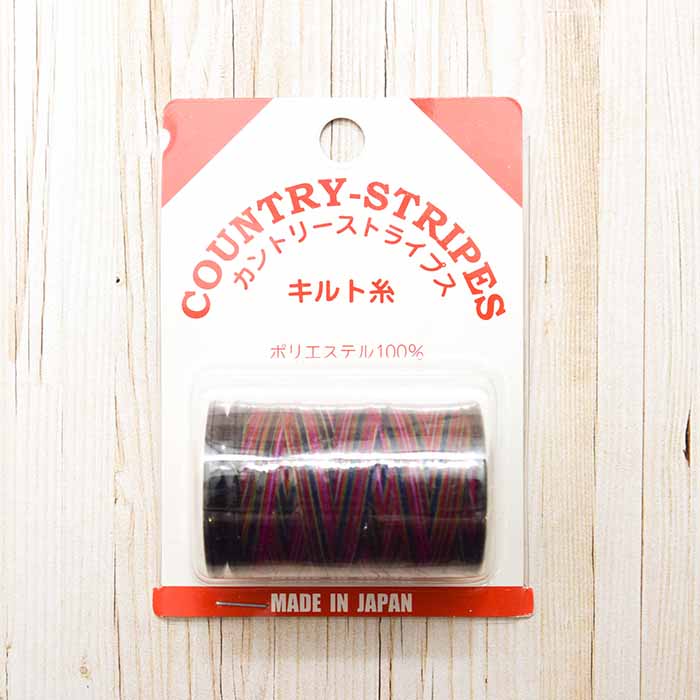 COUNTRY-STRIPES
カントリーストライプス
キルト糸
ポリエステル100%
MADE IN JAPAN